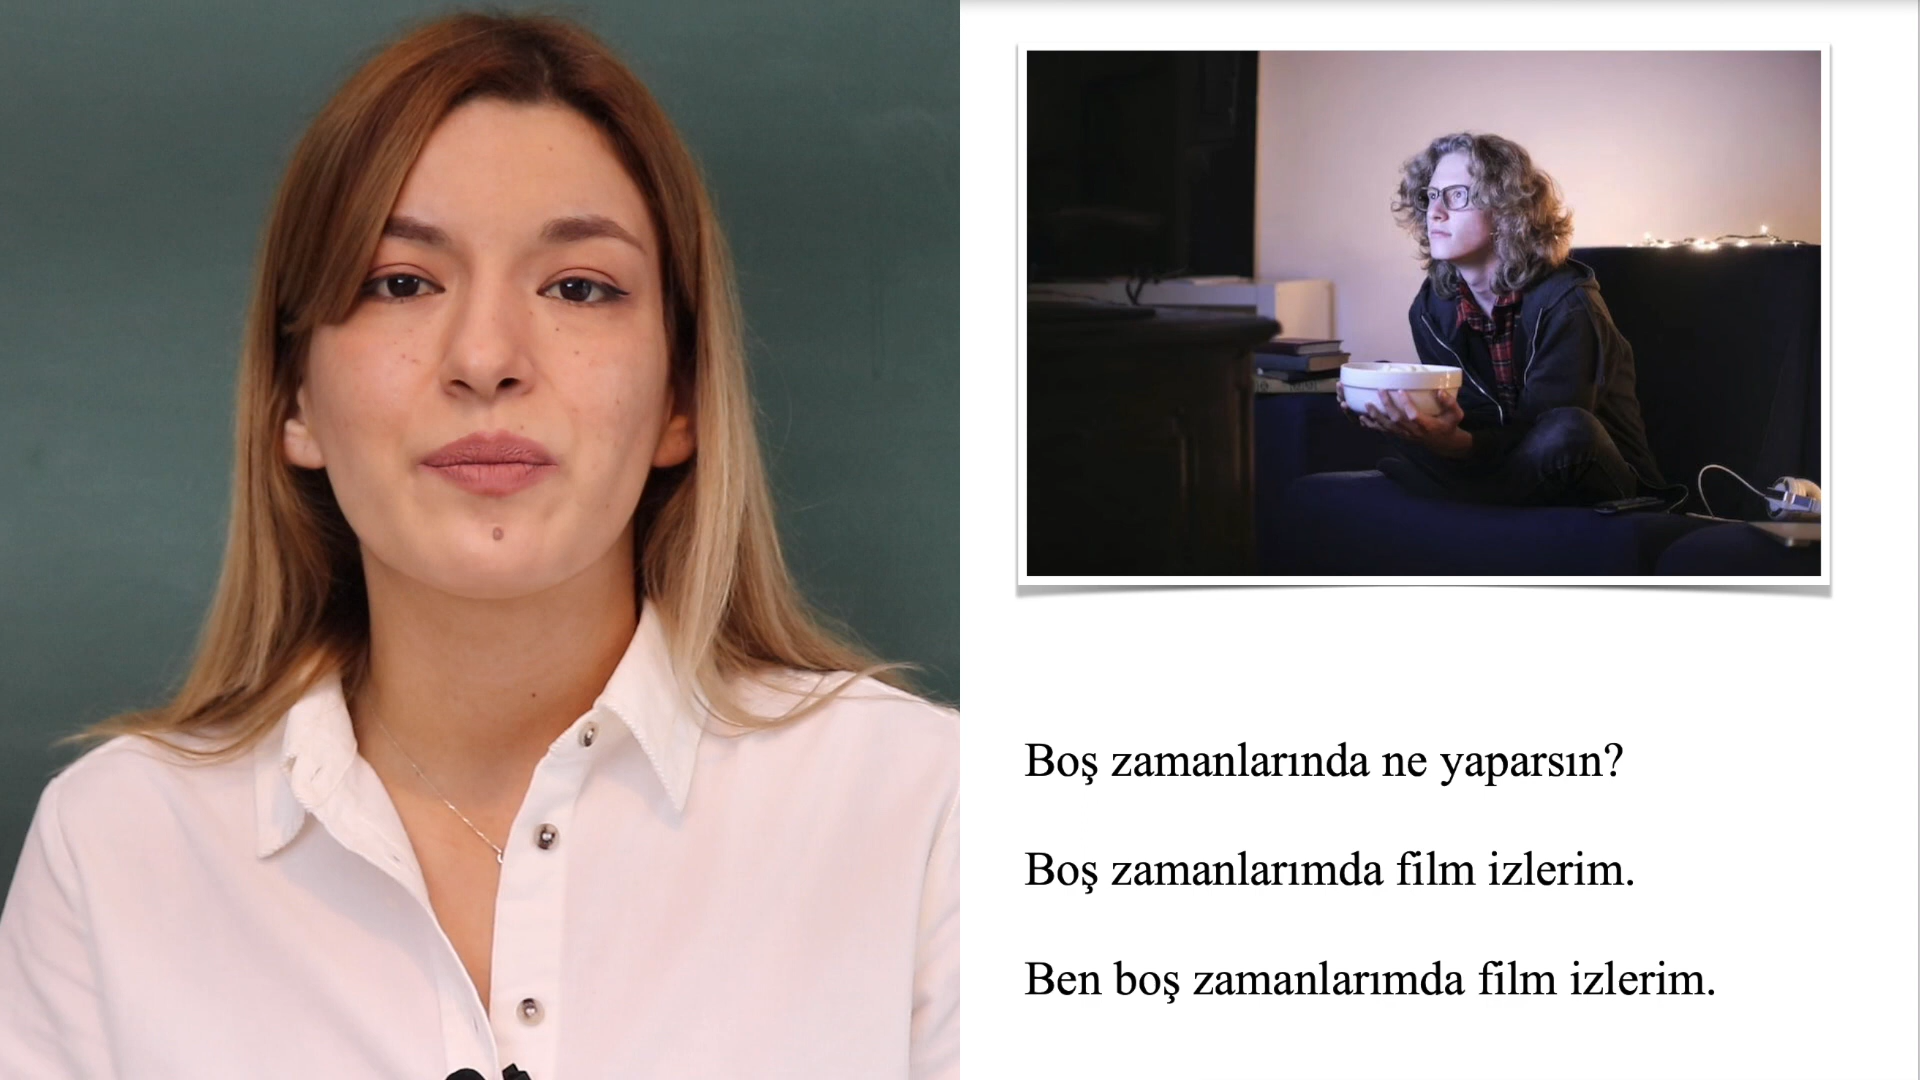 Boş zamanlarında ne yaparsın?
Boş zamanlarımda film izlerim.
Ben boş zamanlarımda film izlerim.